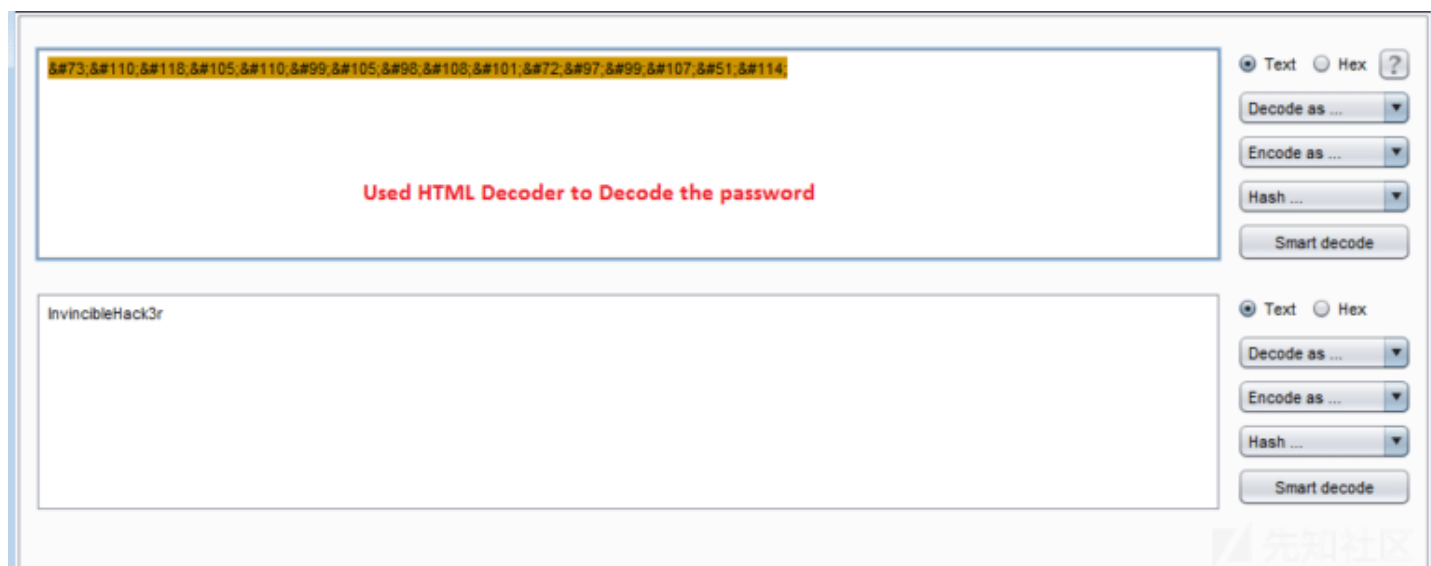 &#73;&#110;&#118;&#105;&#110;&#99;&#105;&#98;&#108;&#101;&#72;&#97;&#99;&#107;&#51;&#114;
Text Hex ?
Decode as ...
Encode as ...
Used HTML Decoder to Decode the password
Hash ...
Smart decode
InvincibleHack3r
Text Hex
Decode as ...
Encode as ...
Hash ...
Smart decode
先知社区